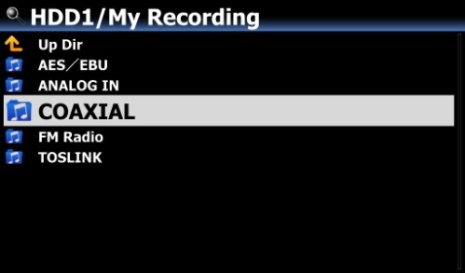 HDD1/My Recording
Up Dir
AES／EBU
ANALOG IN
COAXIAL
FM Radio
TOSLINK